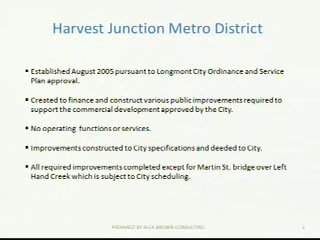 Harvest Junction Metro District
▪ Established August 2005 pursuant to Longmont City Ordinance and Service
Plan approval.
▪ Created to finance and construct various public improvements required to
support the commercial development approved by the City.
▪ No operating functions or services.
▪ Improvements constructed to City specifications and deeded to City.
▪ All required improvements completed except for Martin St. bridge over Left
Hand Creek which is subject to City scheduling.
PREPARED BY ALEX BROWN CONSULTING
2